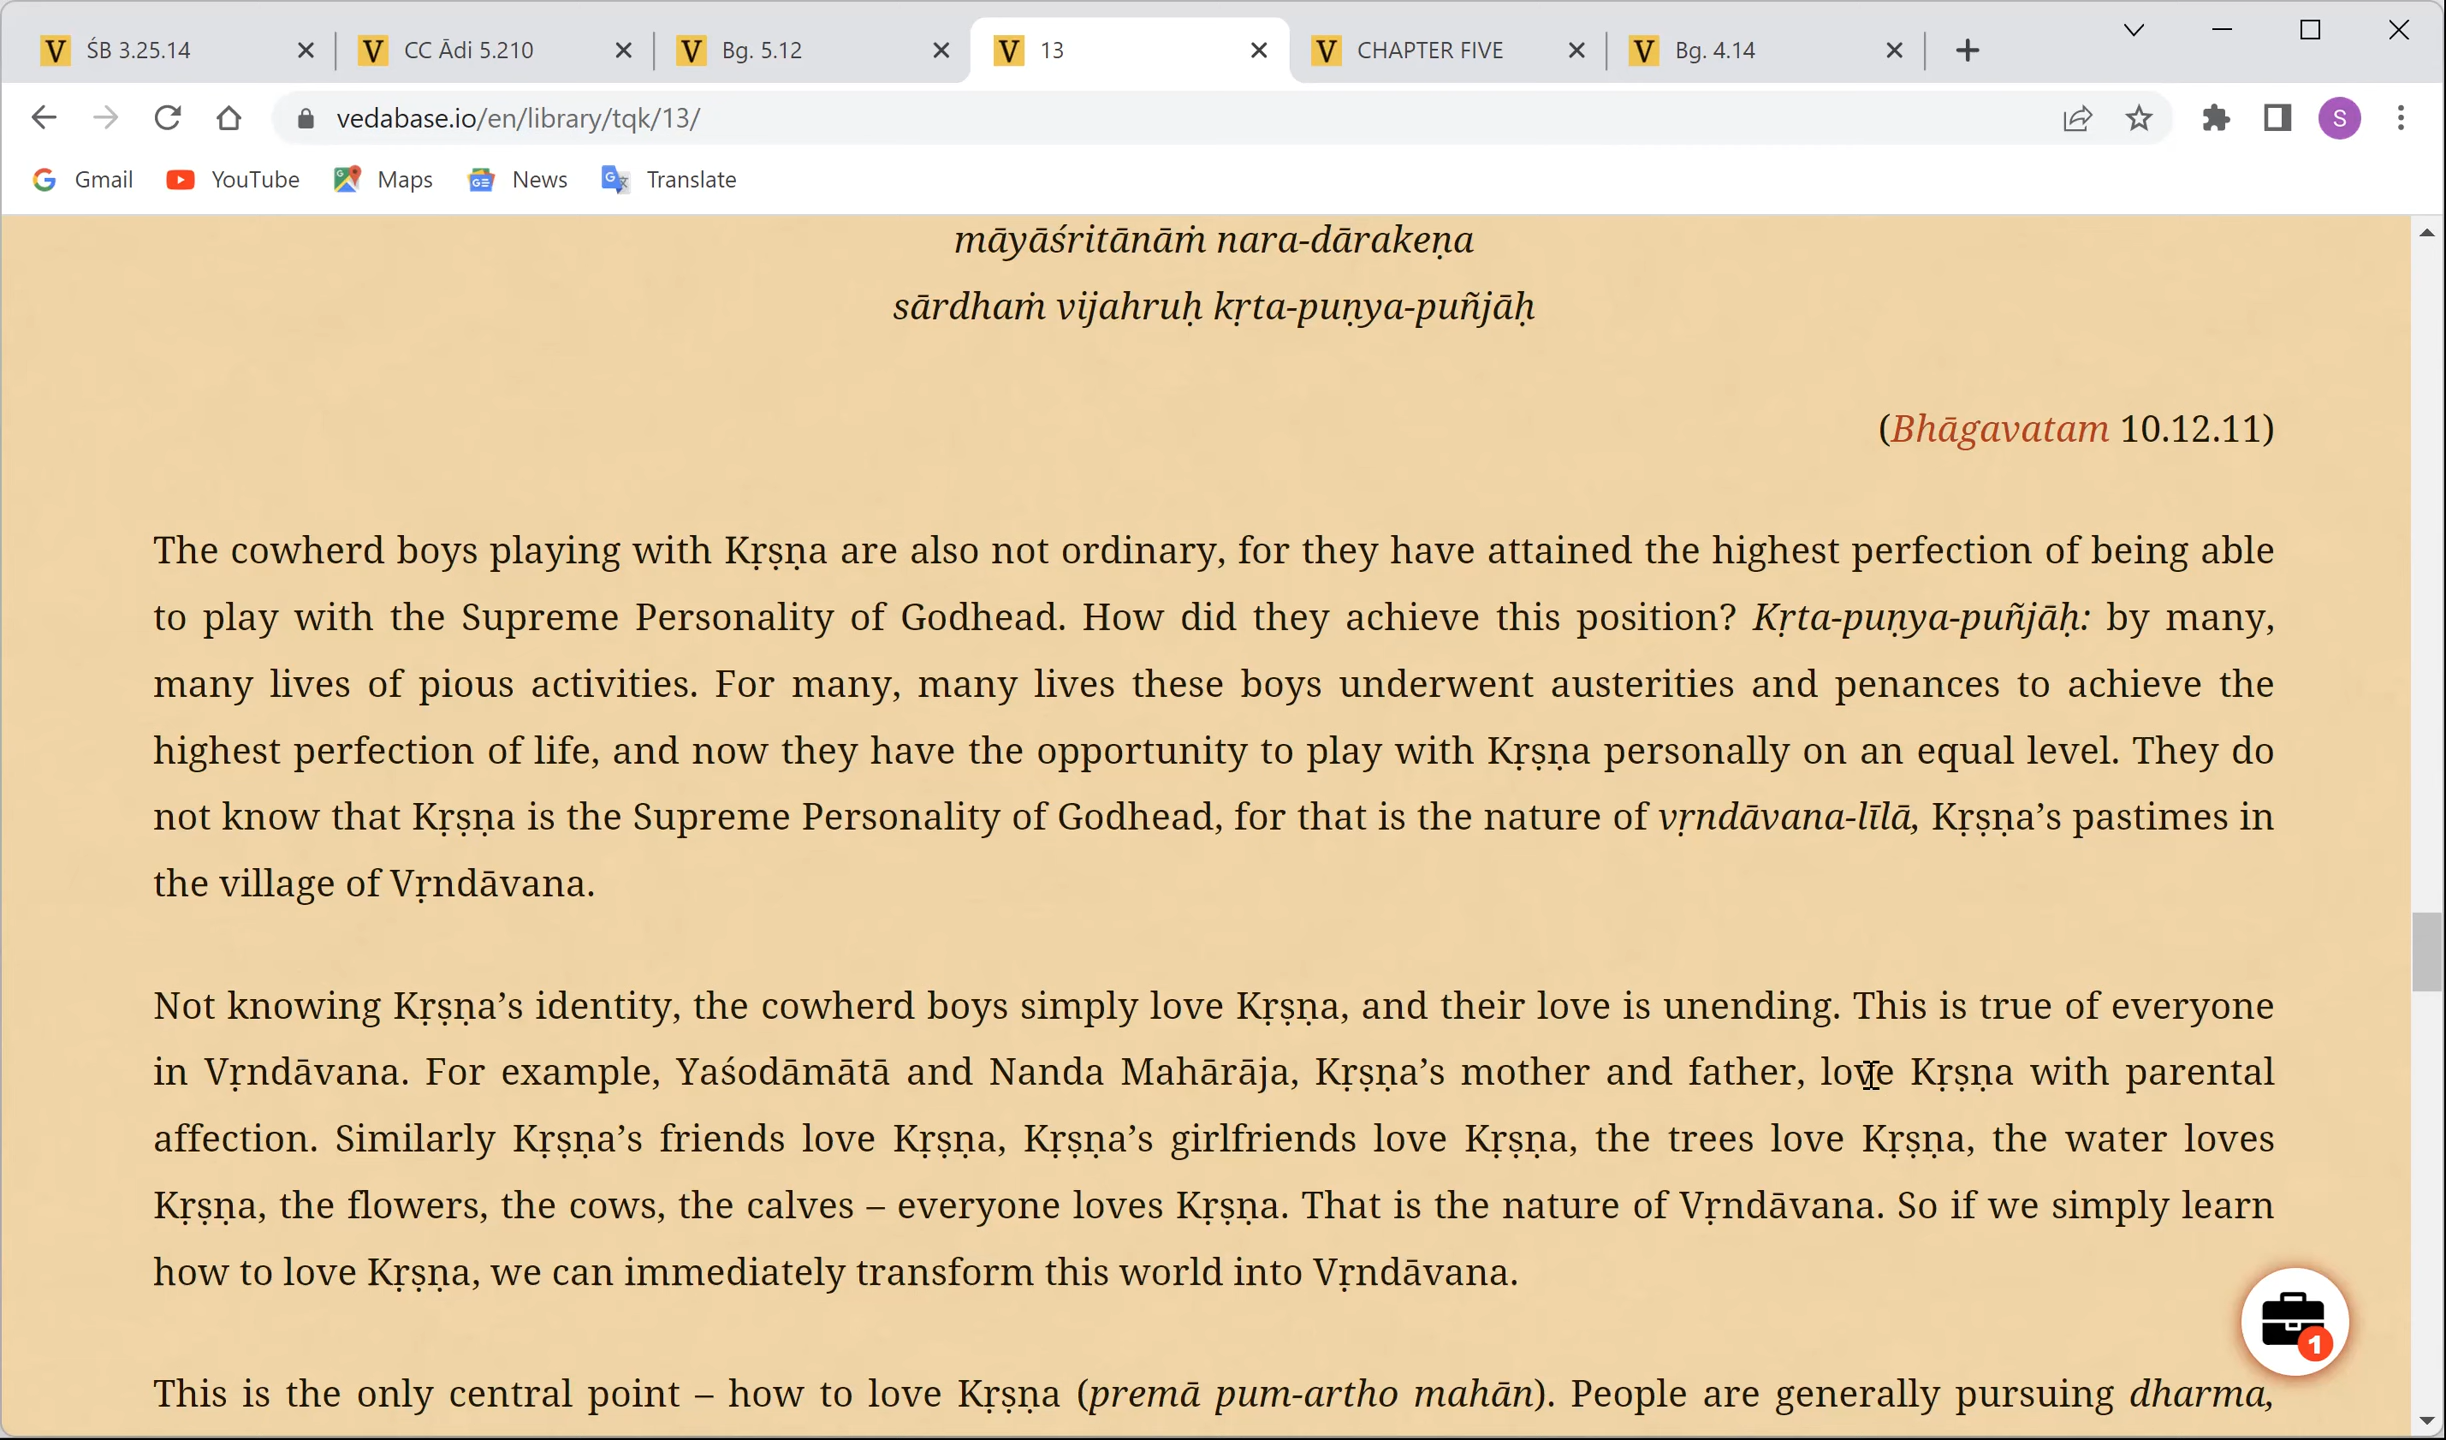 ŚB 3.25.14
CC Ādi 5.210
Bg. 5.12
13
CHAPTER FIVE
Bg. 4.14
vedabase.io/en/library/tqk/13/
S
Gmail
YouTube
Maps
News
Translate
māyāśritānāṁ nara-dārakeṇa
sārdhaṁ vijahruḥ kṛta-puṇya-puñjāḥ
(Bhāgavatam 10.12.11)
The cowherd boys playing with Kṛṣṇa are also not ordinary, for they have attained the highest perfection of being able
to play with the Supreme Personality of Godhead. How did they achieve this position? Kṛta-puṇya-puñjāḥ: by many,
many lives of pious activities. For many, many lives these boys underwent austerities and penances to achieve the
highest perfection of life, and now they have the opportunity to play with Kṛṣṇa personally on an equal level. They do
not know that Kṛṣṇa is the Supreme Personality of Godhead, for that is the nature of vṛndāvana-līlā, Kṛṣṇa’s pastimes in
the village of Vṛndāvana.
Not knowing Kṛṣṇa’s identity, the cowherd boys simply love Kṛṣṇa, and their love is unending. This is true of everyone
in Vṛndāvana. For example, Yaśodāmātā and Nanda Mahārāja, Kṛṣṇa’s mother and father, love Kṛṣṇa with parental
affection. Similarly Kṛṣṇa’s friends love Kṛṣṇa, Kṛṣṇa’s girlfriends love Kṛṣṇa, the trees love Kṛṣṇa, the water loves
Kṛṣṇa, the flowers, the cows, the calves – everyone loves Kṛṣṇa. That is the nature of Vṛndāvana. So if we simply learn
how to love Kṛṣṇa, we can immediately transform this world into Vṛndāvana.
1
This is the only central point – how to love Kṛṣṇa (premā pum-artho mahān). People are generally pursuing dharma,